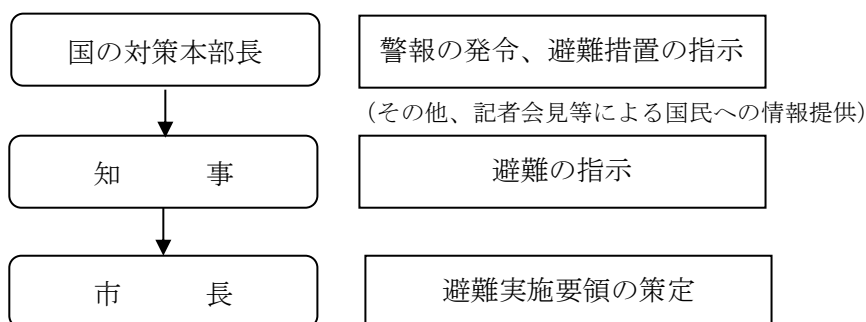 国の対策本部長
警報の発令、避難措置の指示
（その他、記者会見等による国民への情報提供）
知　　　事
避難の指示
市　　　長
避難実施要領の策定